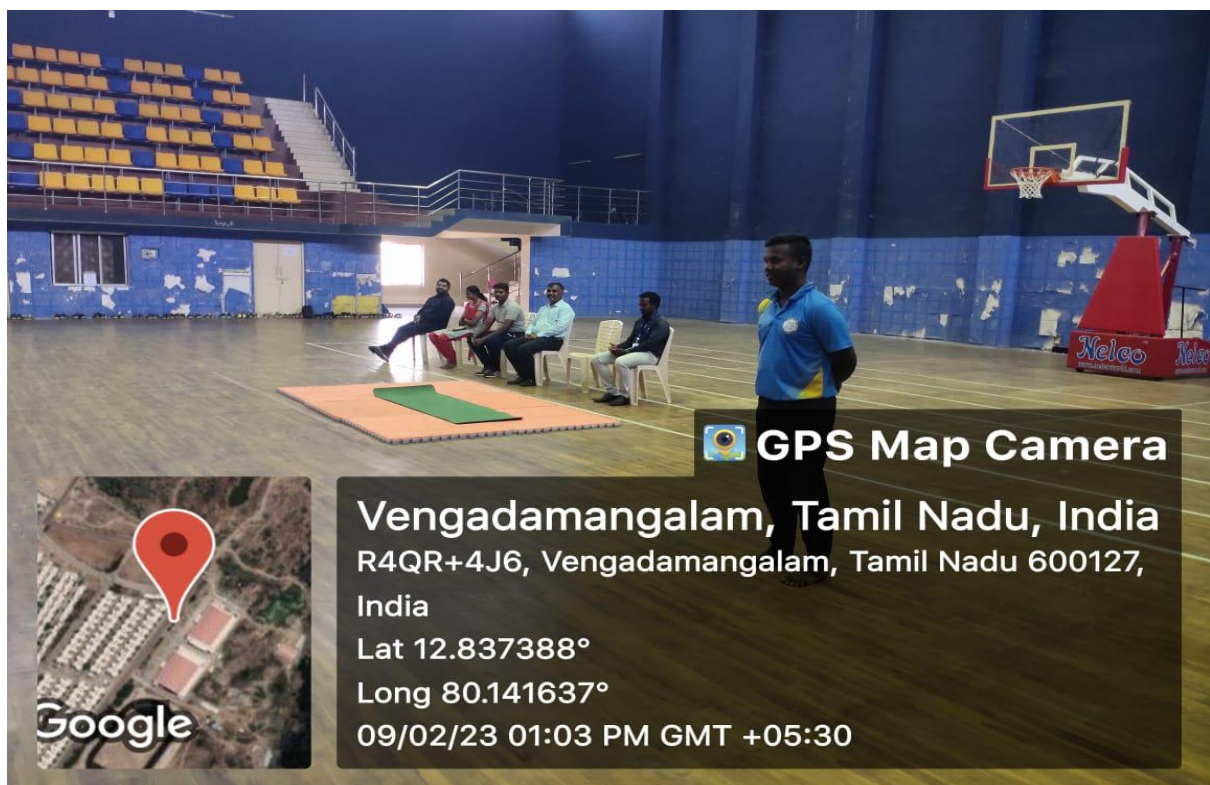 Nelco
Nelco
GPS Map Camera
Vengadamangalam, Tamil Nadu, India
R4QR+4J6, Vengadamangalam, Tamil Nadu 600127,
India
Lat 12.837388°
Long 80.141637°
09/02/23 01:03 PM GMT +05:30
Google